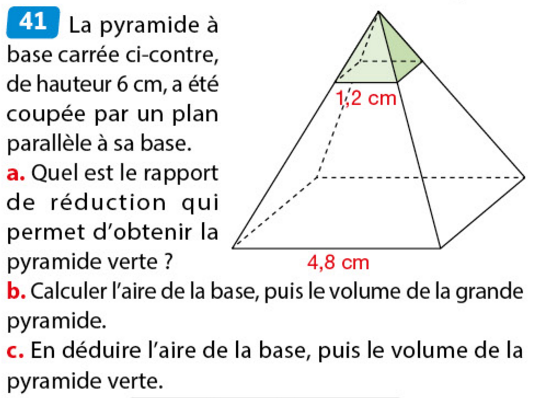 41 La pyramide à
base carrée ci-contre,
de hauteur 6 cm, a été
coupée par un plan
parallèle à sa base.
a. Quel est le rapport
de réduction qui
permet d'obtenir la
pyramide verte ?
1,2 cm
4,8 cm
b. Calculer l'aire de la base, puis le volume de la grande
pyramide.
c. En déduire l'aire de la base, puis le volume de la
pyramide verte.